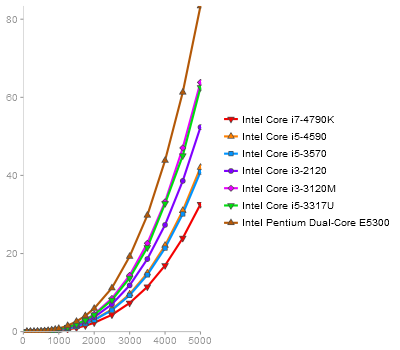 80
60
40
20
0
0 1000 2000 3000 4000 5000
Intel Core i7-4790K
Intel Core i5-4590
Intel Core i5-3570
Intel Core i3-2120
Intel Core i3-3120M
Intel Core i5-3317U
Intel Pentium Dual-Core E5300